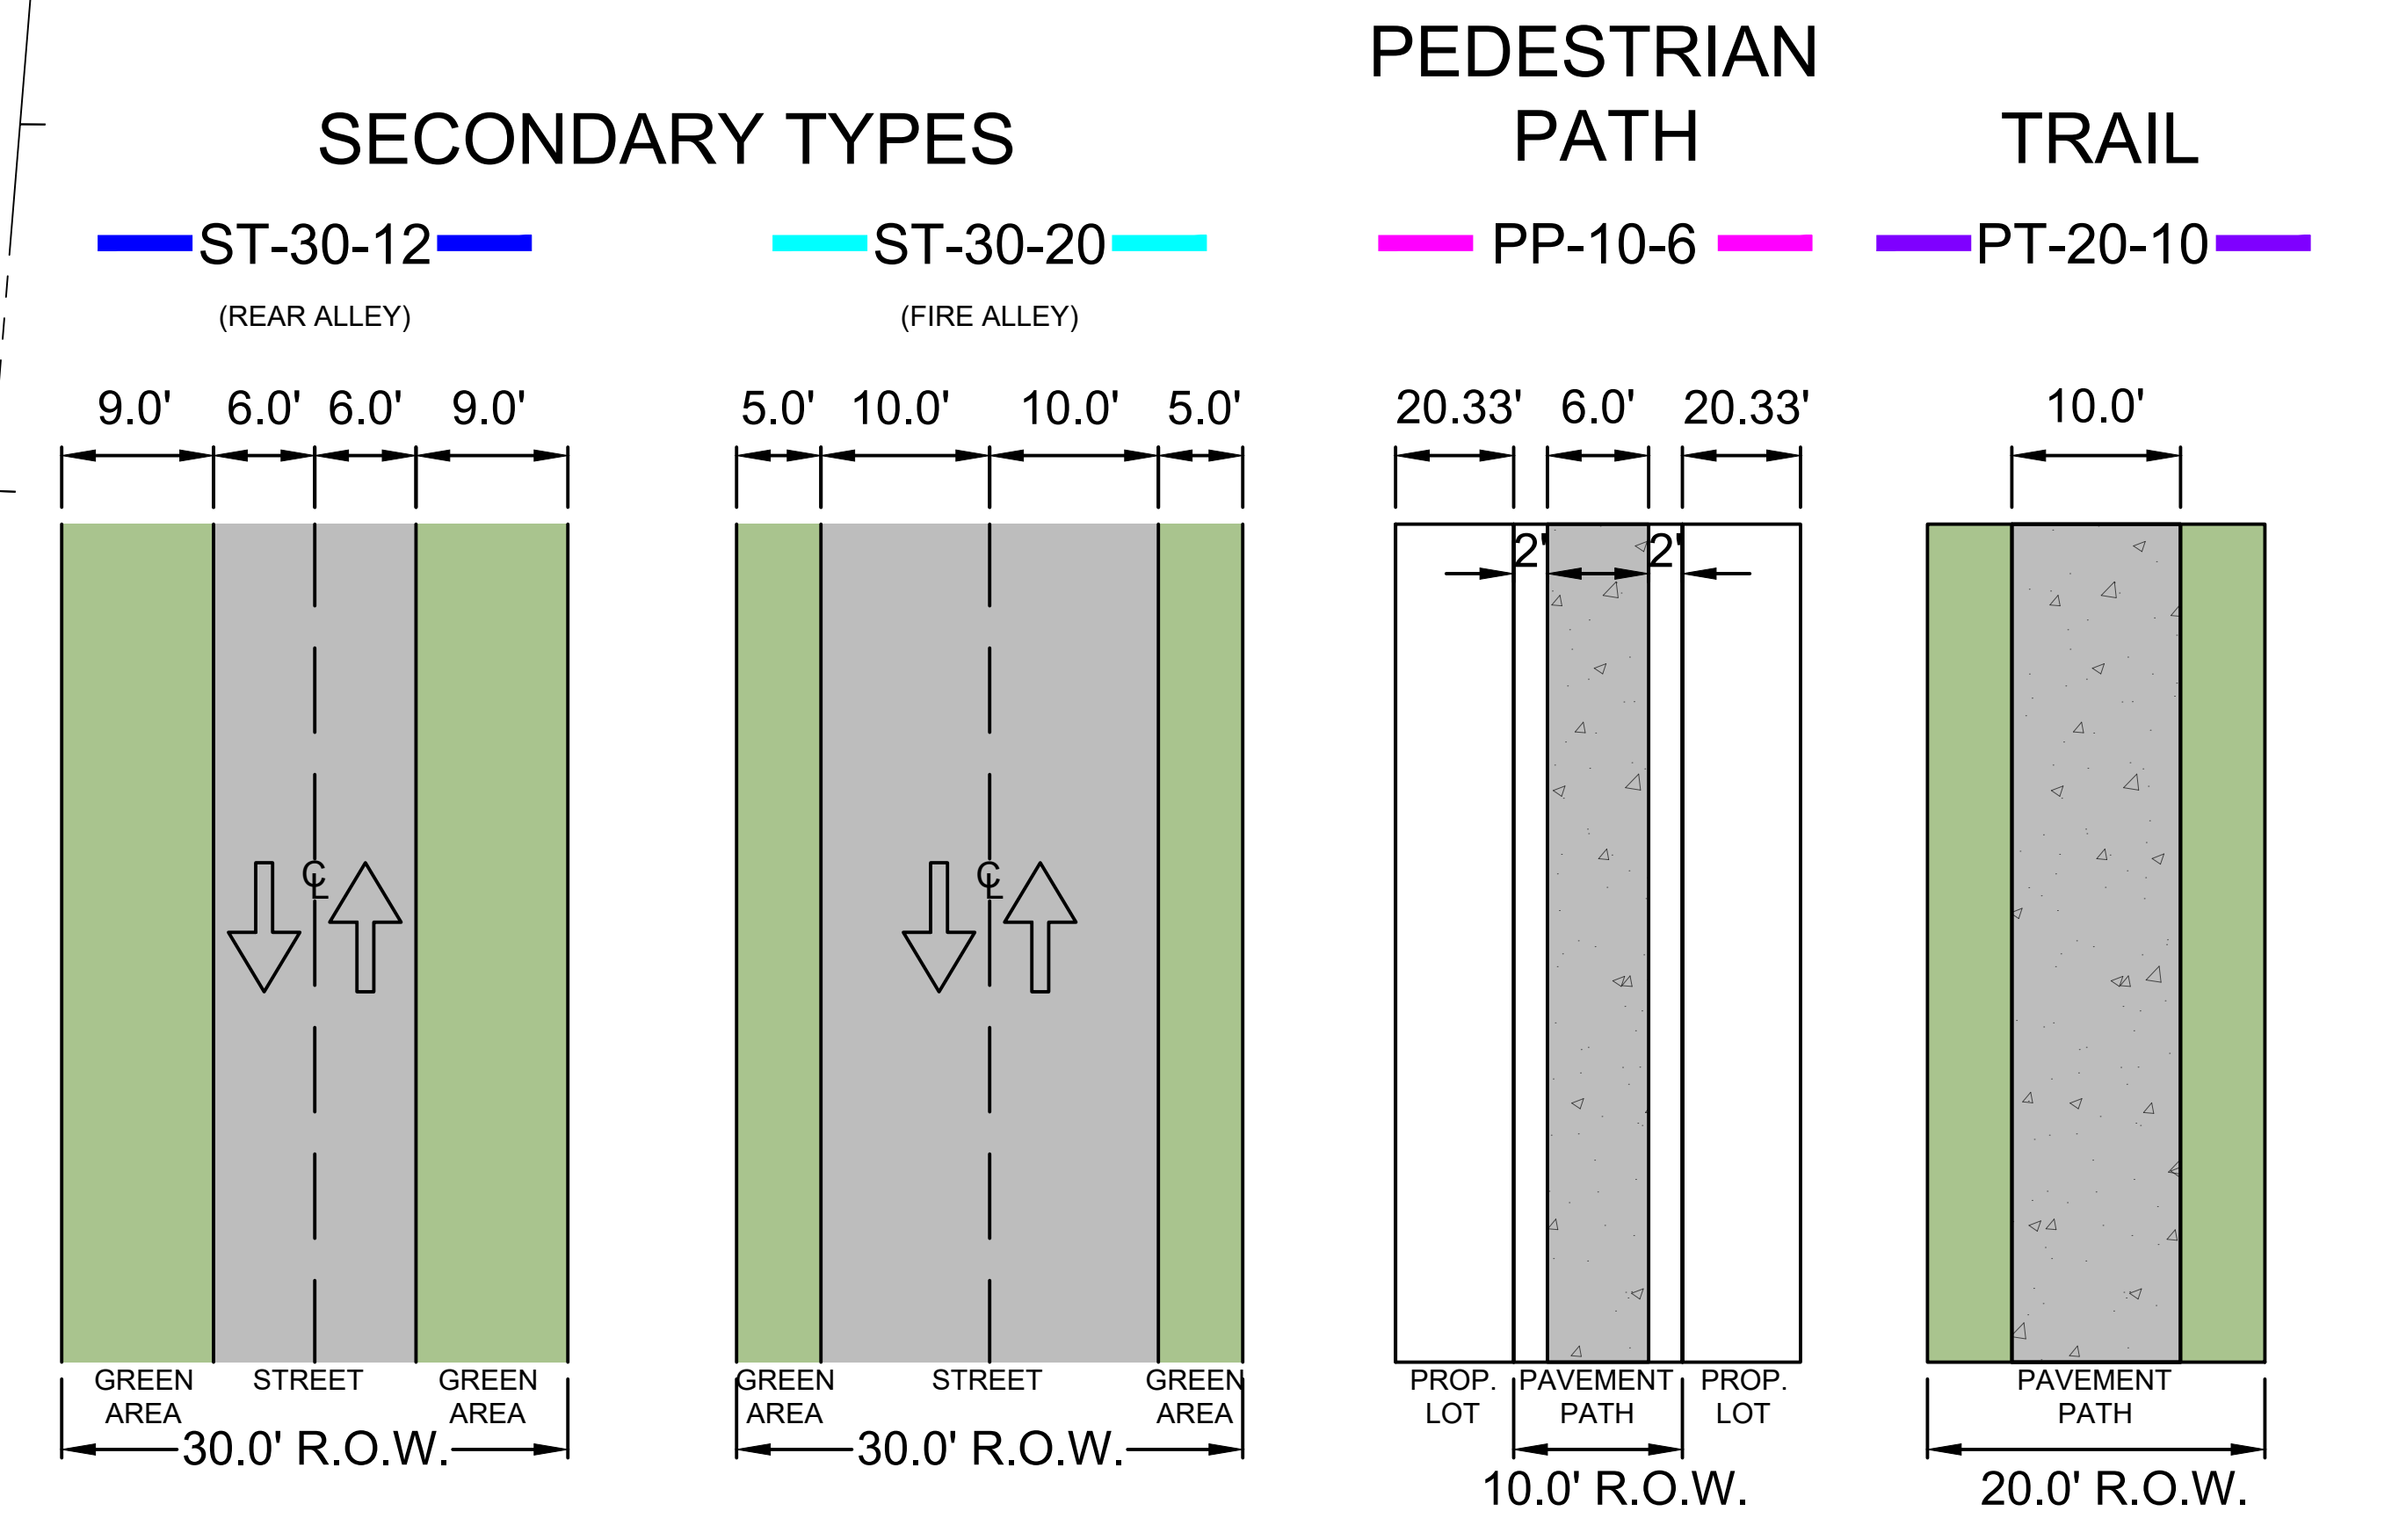 SECONDARY TYPES
ST-30-12
(REAR ALLEY)
9.0' 6.0' 6.0' 9.0'
℄
GREEN AREA
STREET
GREEN AREA
30.0' R.O.W.
ST-30-20
(FIRE ALLEY)
5.0' 10.0' 10.0' 5.0'
℄
GREEN AREA
STREET
GREEN AREA
30.0' R.O.W.
PEDESTRIAN
PATH
PP-10-6
20.33' 6.0' 20.33'
2' 2'
PROP. PAVEMENT PROP.
LOT PATH LOT
10.0' R.O.W.
TRAIL
PT-20-10
10.0'
PAVEMENT
PATH
20.0' R.O.W.